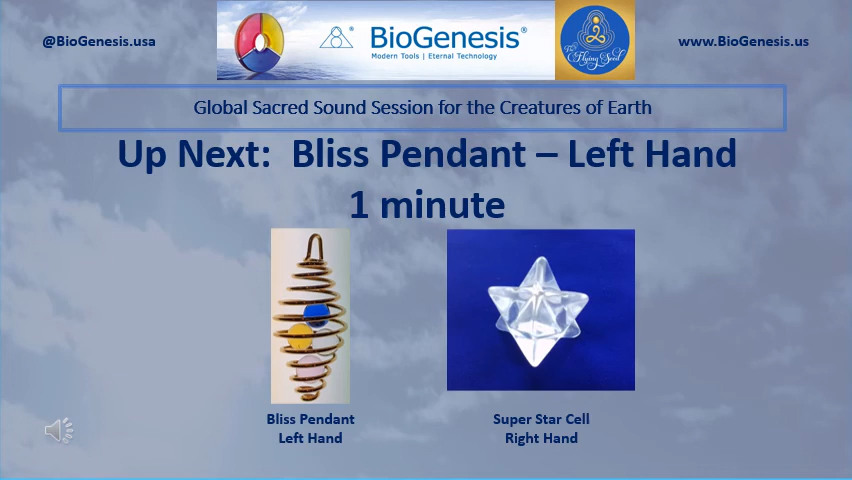 @BioGenesis.usa
BioGenesis®
Modern Tools | Eternal Technology
The
Flying Seed
www.BioGenesis.us
Global Sacred Sound Session for the Creatures of Earth
Up Next: Bliss Pendant – Left Hand
1 minute
Bliss Pendant
Left Hand
Super Star Cell
Right Hand